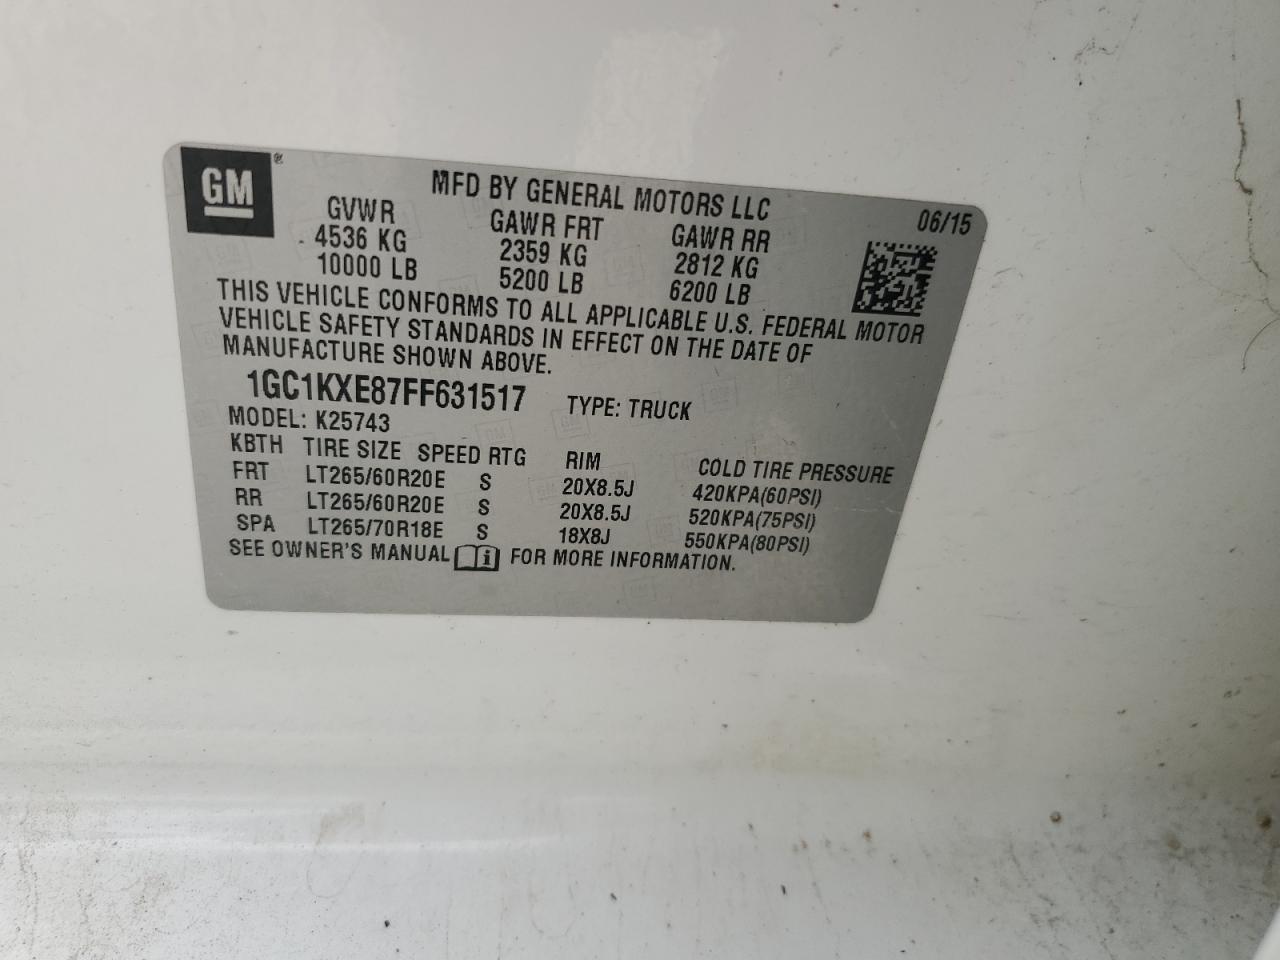 GM ®
MFD BY GENERAL MOTORS LLC 06/15
GVWR GAWR FRT GAWR RR
4536 KG 2359 KG 2812 KG
10000 LB 5200 LB 6200 LB
THIS VEHICLE CONFORMS TO ALL APPLICABLE U.S. FEDERAL MOTOR
VEHICLE SAFETY STANDARDS IN EFFECT ON THE DATE OF
MANUFACTURE SHOWN ABOVE.
1GC1KXE87FF631517 TYPE: TRUCK
MODEL: K25743
KBTH TIRE SIZE SPEED RTG RIM COLD TIRE PRESSURE
FRT LT265/60R20E S 20X8.5J 420KPA(60PSI)
RR LT265/60R20E S 20X8.5J 520KPA(75PSI)
SPA LT265/70R18E S 18X8J 550KPA(80PSI)
SEE OWNER'S MANUAL i FOR MORE INFORMATION.